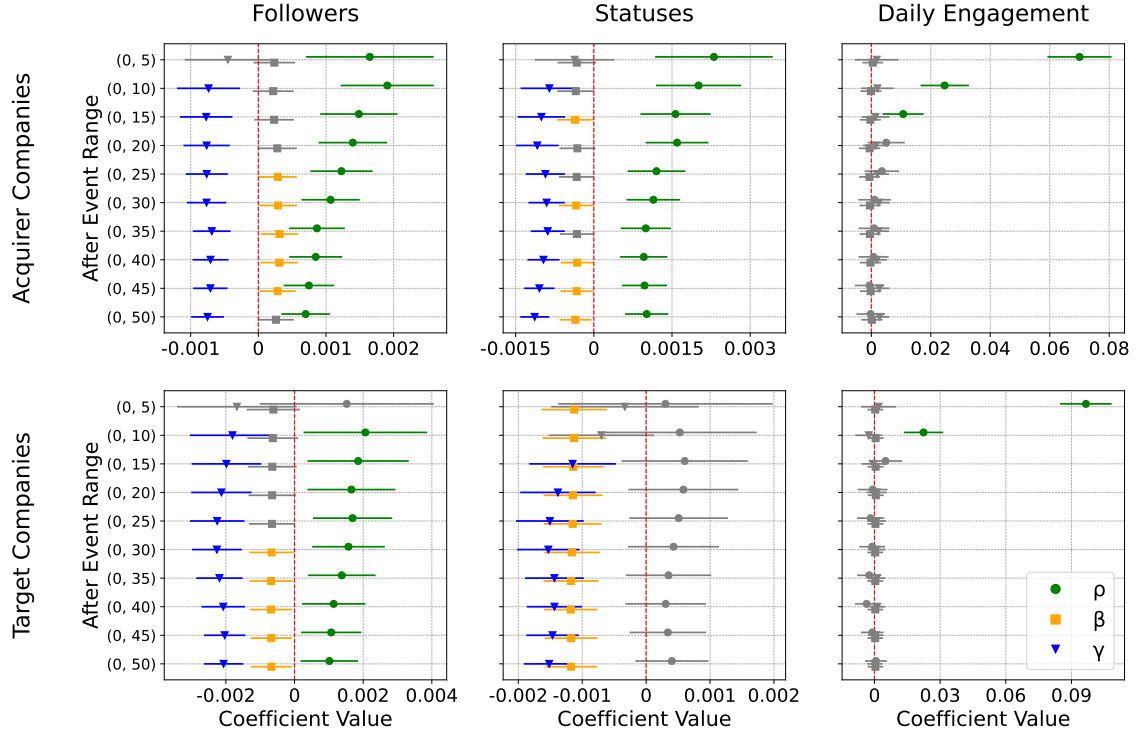 Followers
Statuses
Daily Engagement
Acquirer Companies
After Event Range
(0, 5)
(0, 10)
(0, 15)
(0, 20)
(0, 25)
(0, 30)
(0, 35)
(0, 40)
(0, 45)
(0, 50)
-0.001 0 0.001 0.002
-0.0015 0 0.0015 0.003
0 0.02 0.04 0.06 0.08
Target Companies
After Event Range
(0, 5)
(0, 10)
(0, 15)
(0, 20)
(0, 25)
(0, 30)
(0, 35)
(0, 40)
(0, 45)
(0, 50)
ρ
β
γ
-0.002 0 0.002 0.004
-0.002 -0.001 0 0.001 0.002
0 0.03 0.06 0.09
Coefficient Value
Coefficient Value
Coefficient Value